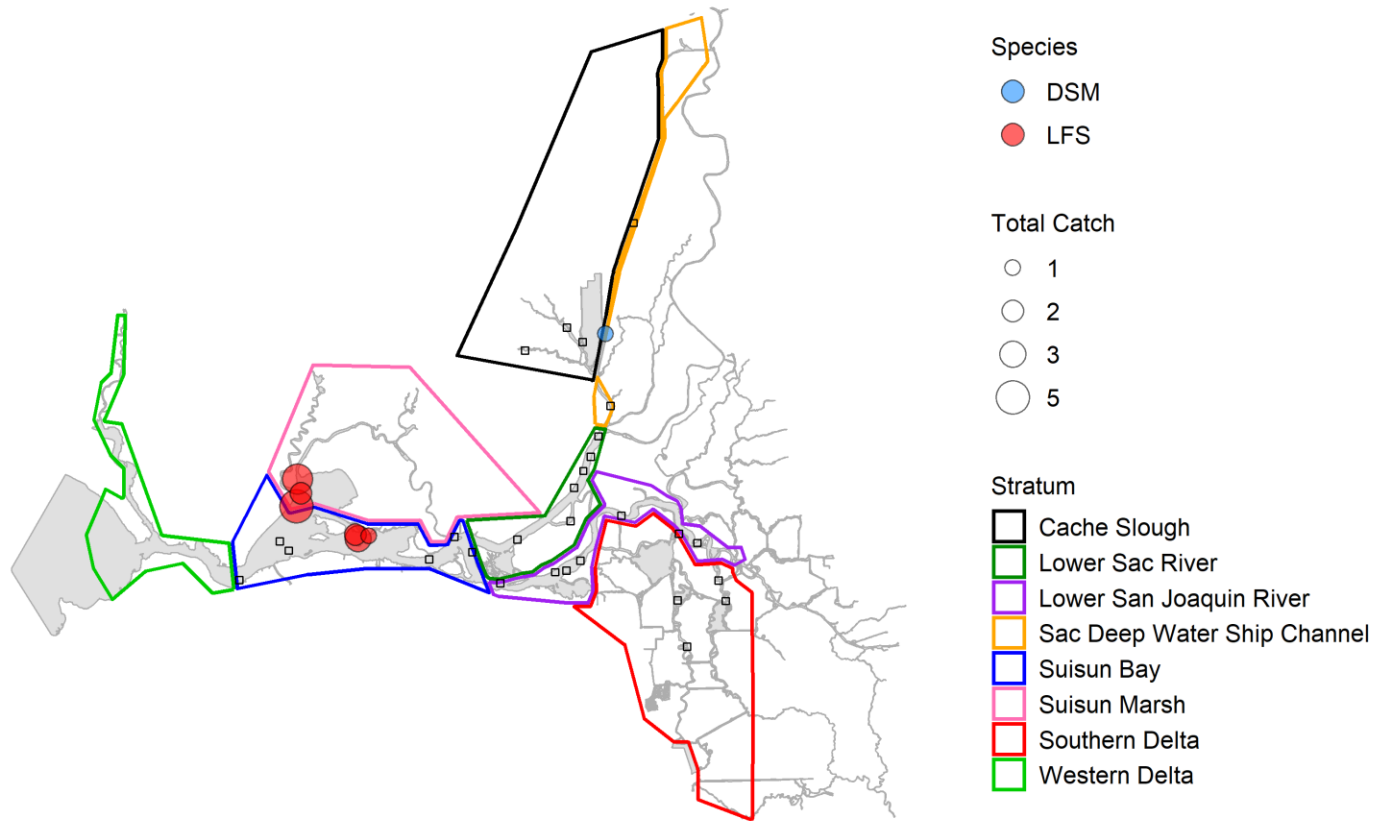 Species
DSM
LFS
Total Catch
1
2
3
5
Stratum
Cache Slough
Lower Sac River
Lower San Joaquin River
Sac Deep Water Ship Channel
Suisun Bay
Suisun Marsh
Southern Delta
Western Delta